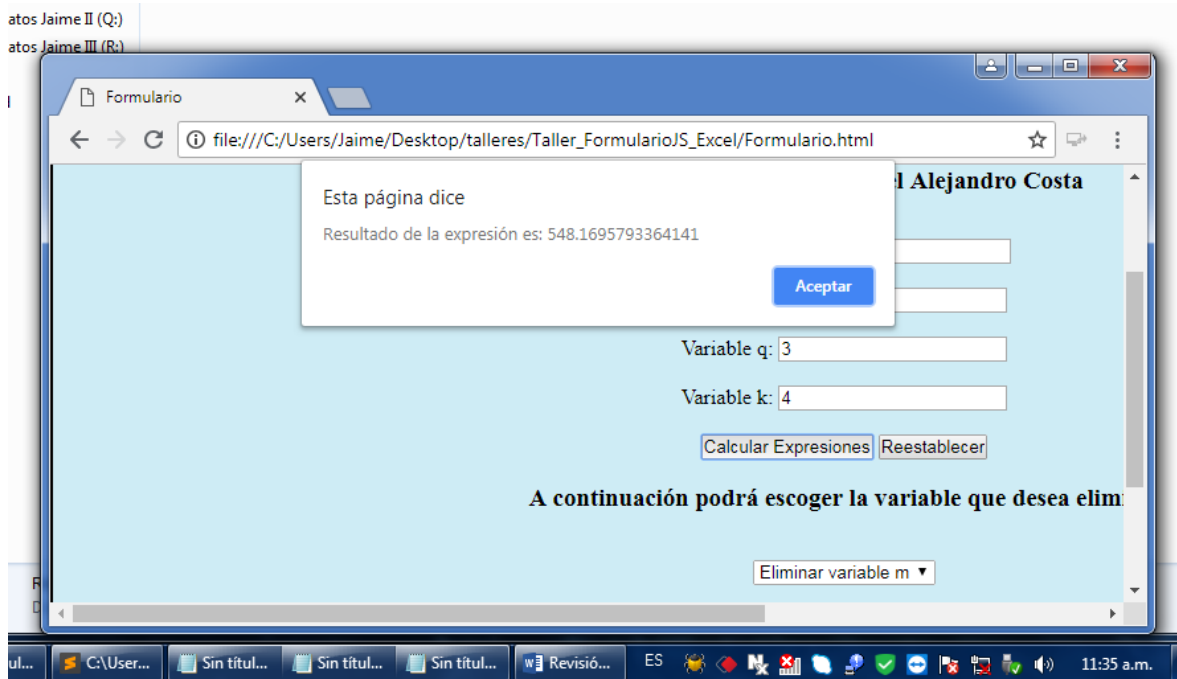 atos Jaime II (Q:)
atos Jaime III (R:)
Formulario
file:///C:/Users/Jaime/Desktop/talleres/Taller_FormularioJS_Excel/Formulario.html
l Alejandro Costa
Esta página dice
Resultado de la expresión es: 548.1695793364141
Aceptar
Variable q: 3
Variable k: 4
Calcular Expresiones Reestablecer
A continuación podrá escoger la variable que desea elim
Eliminar variable m
ul... C:\User... Sin títul... Sin títul... Sin títul... Revisió... ES 11:35 a.m.